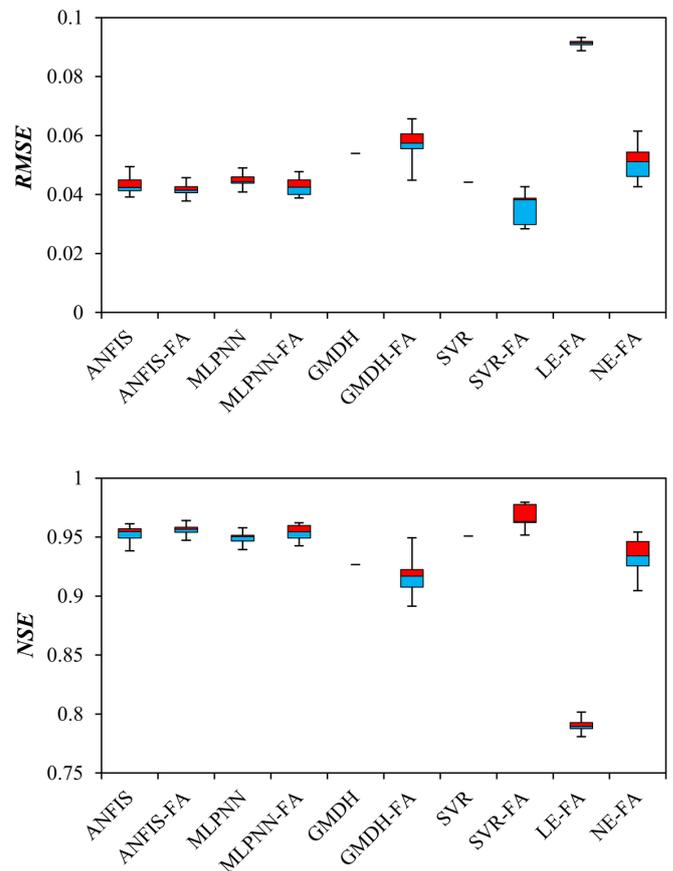 0.1
0.08
0.06
0.04
0.02
0
RMSE
ANFIS
ANFIS-FA
MLPNN
MLPNN-FA
GMDH
GMDH-FA
SVR
SVR-FA
LE-FA
NE-FA
1
0.95
0.9
0.85
0.8
0.75
NSE
ANFIS
ANFIS-FA
MLPNN
MLPNN-FA
GMDH
GMDH-FA
SVR
SVR-FA
LE-FA
NE-FA